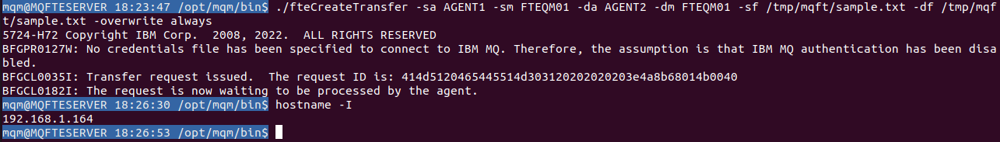 mqm@MQFTESERVER 18:23:47 /opt/mqm/bin$ ./fteCreateTransfer -sa AGENT1 -sm FTEQM01 -da AGENT2 -dm FTEQM01 -sf /tmp/mqft/sample.txt -df /tmp/mqf
t/sample.txt -overwrite always
5724-H72 Copyright IBM Corp.  2008, 2022.  ALL RIGHTS RESERVED
BFGPR0127W: No credentials file has been specified to connect to IBM MQ. Therefore, the assumption is that IBM MQ authentication has been disa
bled.
BFGCL0035I: Transfer request issued.  The request ID is: 414d5120465445514d303120202020203e4a8b68014b0040
BFGCL0182I: The request is now waiting to be processed by the agent.
mqm@MQFTESERVER 18:26:30 /opt/mqm/bin$ hostname -I
192.168.1.164
mqm@MQFTESERVER 18:26:53 /opt/mqm/bin$